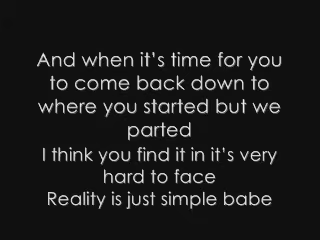 And when it's time for you
to come back down to
where you started but we
parted
I think you find it in it's very
hard to face
Reality is just simple babe